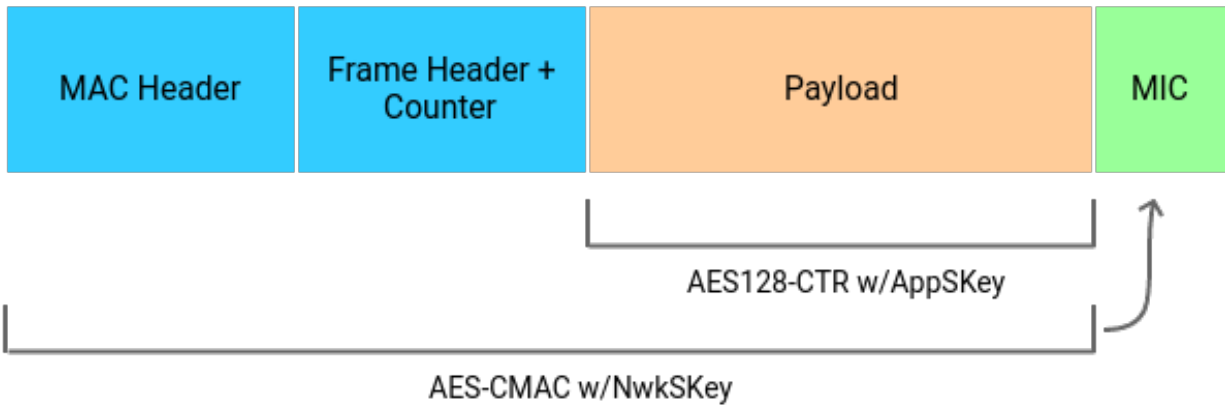 MAC Header
Frame Header +
Counter
Payload
MIC
AES128-CTR w/AppSKey
AES-CMAC w/NwkSKey